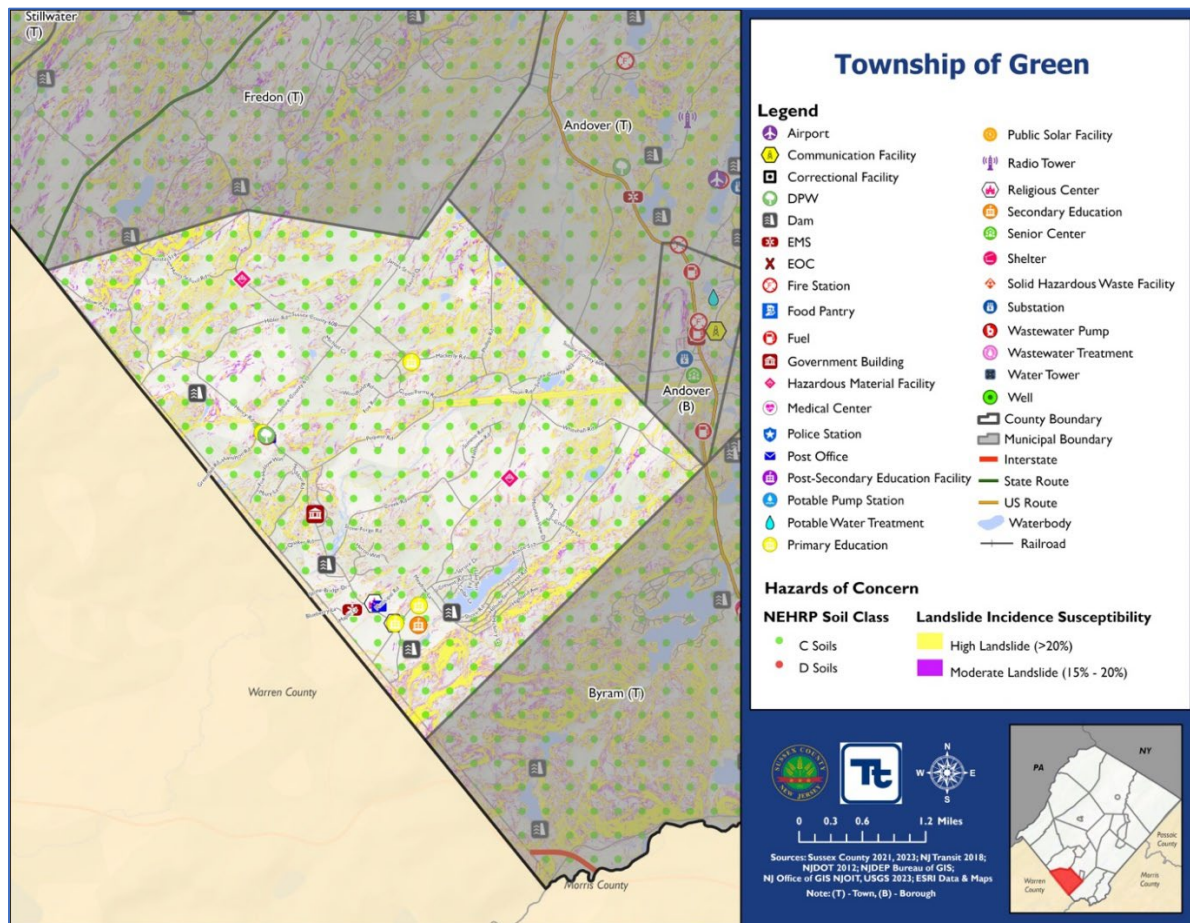 Stillwater
(T)
Fredon (T)
Andover (T)
Andover
(B)
Byram (T)
Warren County
Morris County
Township of Green
Legend
Airport
Communication Facility
Correctional Facility
DPW
Dam
EMS
EOC
Fire Station
Food Pantry
Fuel
Government Building
Hazardous Material Facility
Medical Center
Police Station
Post Office
Post-Secondary Education Facility
Potable Pump Station
Potable Water Treatment
Primary Education
Public Solar Facility
Radio Tower
Religious Center
Secondary Education
Senior Center
Shelter
Solid Hazardous Waste Facility
Substation
Wastewater Pump
Wastewater Treatment
Water Tower
Well
County Boundary
Municipal Boundary
Interstate
State Route
US Route
Waterbody
Railroad
Hazards of Concern
NEHRP Soil Class
C Soils
D Soils
Landslide Incidence Susceptibility
High Landslide (>20%)
Moderate Landslide (15% - 20%)
SUSSEX COUNTY
NEW JERSEY
Tt
N
W E
S
0 0.3 0.6 1.2 Miles
Sources: Sussex County 2021, 2023; NJ Transit 2018;
NJDOT 2012; NJDEP Bureau of GIS;
NJ Office of GIS NJOIT, USGS 2023; ESRI Data & Maps
Note: (T) - Town, (B) - Borough
NY
PA
Passaic
County
Warren
County
Morris
County